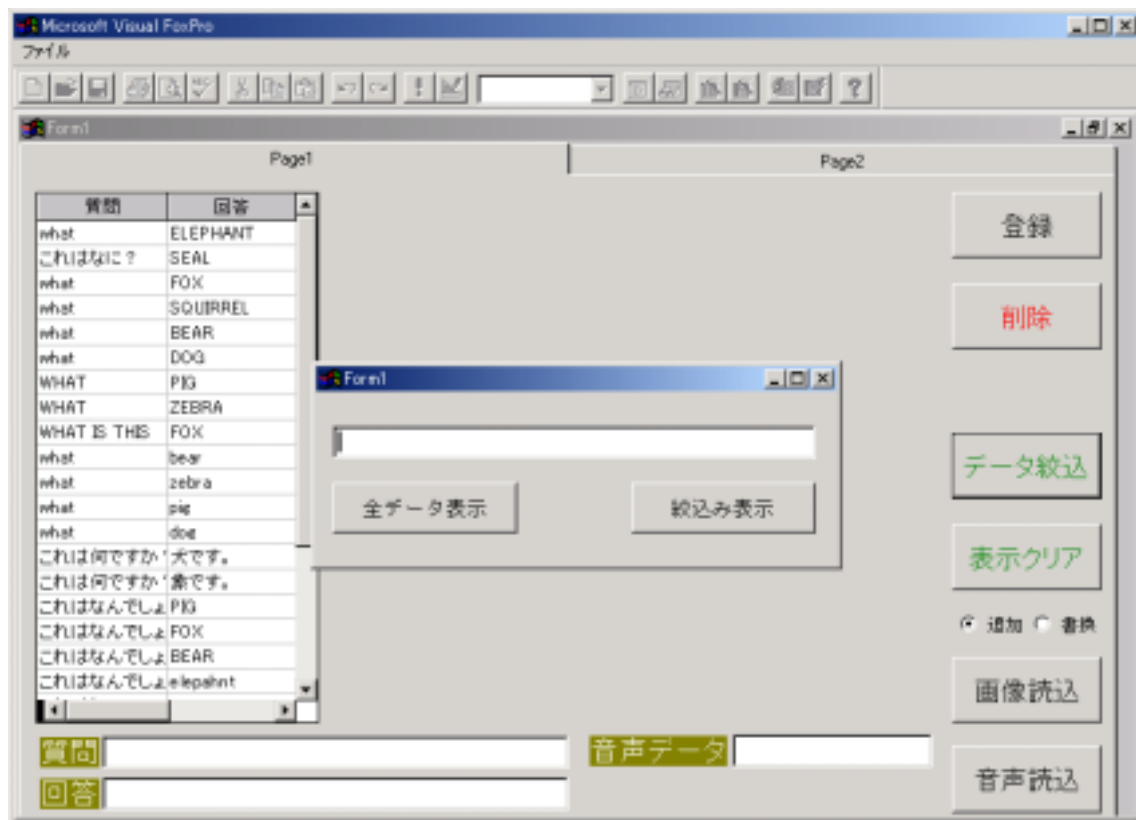 Microsoft Visual FoxPro
ファイル
Form1
Page1
Page2
質問 回答
what ELEPHANT
これはなに? SEAL
what FOX
what SQUIRREL
what BEAR
what DOG
WHAT PIG
WHAT ZEBRA
WHAT IS THIS FOX
what bear
what zebra
what pig
what dog
これは何ですか 犬です。
これは何ですか 象です。
これはなんでしょ PIG
これはなんでしょ FOX
これはなんでしょ BEAR
これはなんでしょ elepahnt
Form1
全データ表示
絞込み表示
登録
削除
データ絞込
表示クリア
追加 書換
画像読込
音声読込
質問
音声データ
回答